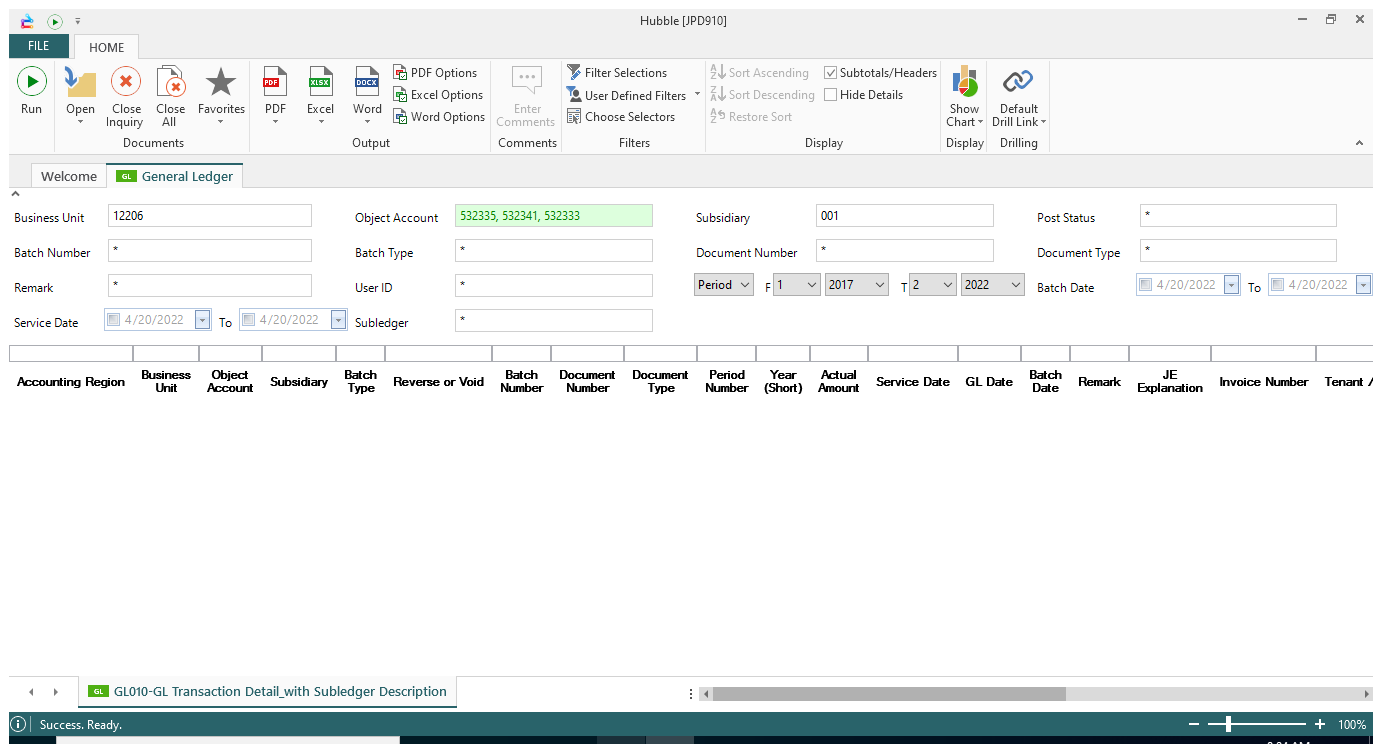 Hubble [JPD910]
FILE HOME
Run
Open
Close Inquiry
Close All
Favorites
Documents
PDF
Excel
Word
PDF Options
Excel Options
Word Options
Output
Enter Comments
Comments
Filter Selections
User Defined Filters
Choose Selectors
Filters
Sort Ascending
Sort Descending
Restore Sort
Subtotals/Headers
Hide Details
Display
Show Chart
Display
Default Drill Link
Drilling
Welcome GL General Ledger
Business Unit 12206 Object Account 532335, 532341, 532333 Subsidiary 001 Post Status *
Batch Number * Batch Type * Document Number * Document Type *
Remark * User ID * Period F 1 2017 T 2 2022 Batch Date 4/20/2022 To 4/20/2022
Service Date 4/20/2022 To 4/20/2022 Subledger *
Accounting Region Business Unit Object Account Subsidiary Batch Type Reverse or Void Batch Number Document Number Document Type Period Number Year (Short) Actual Amount Service Date GL Date Batch Date Remark JE Explanation Invoice Number Tenant /
GL GL010-GL Transaction Detail_with Subledger Description
Success. Ready. 100%